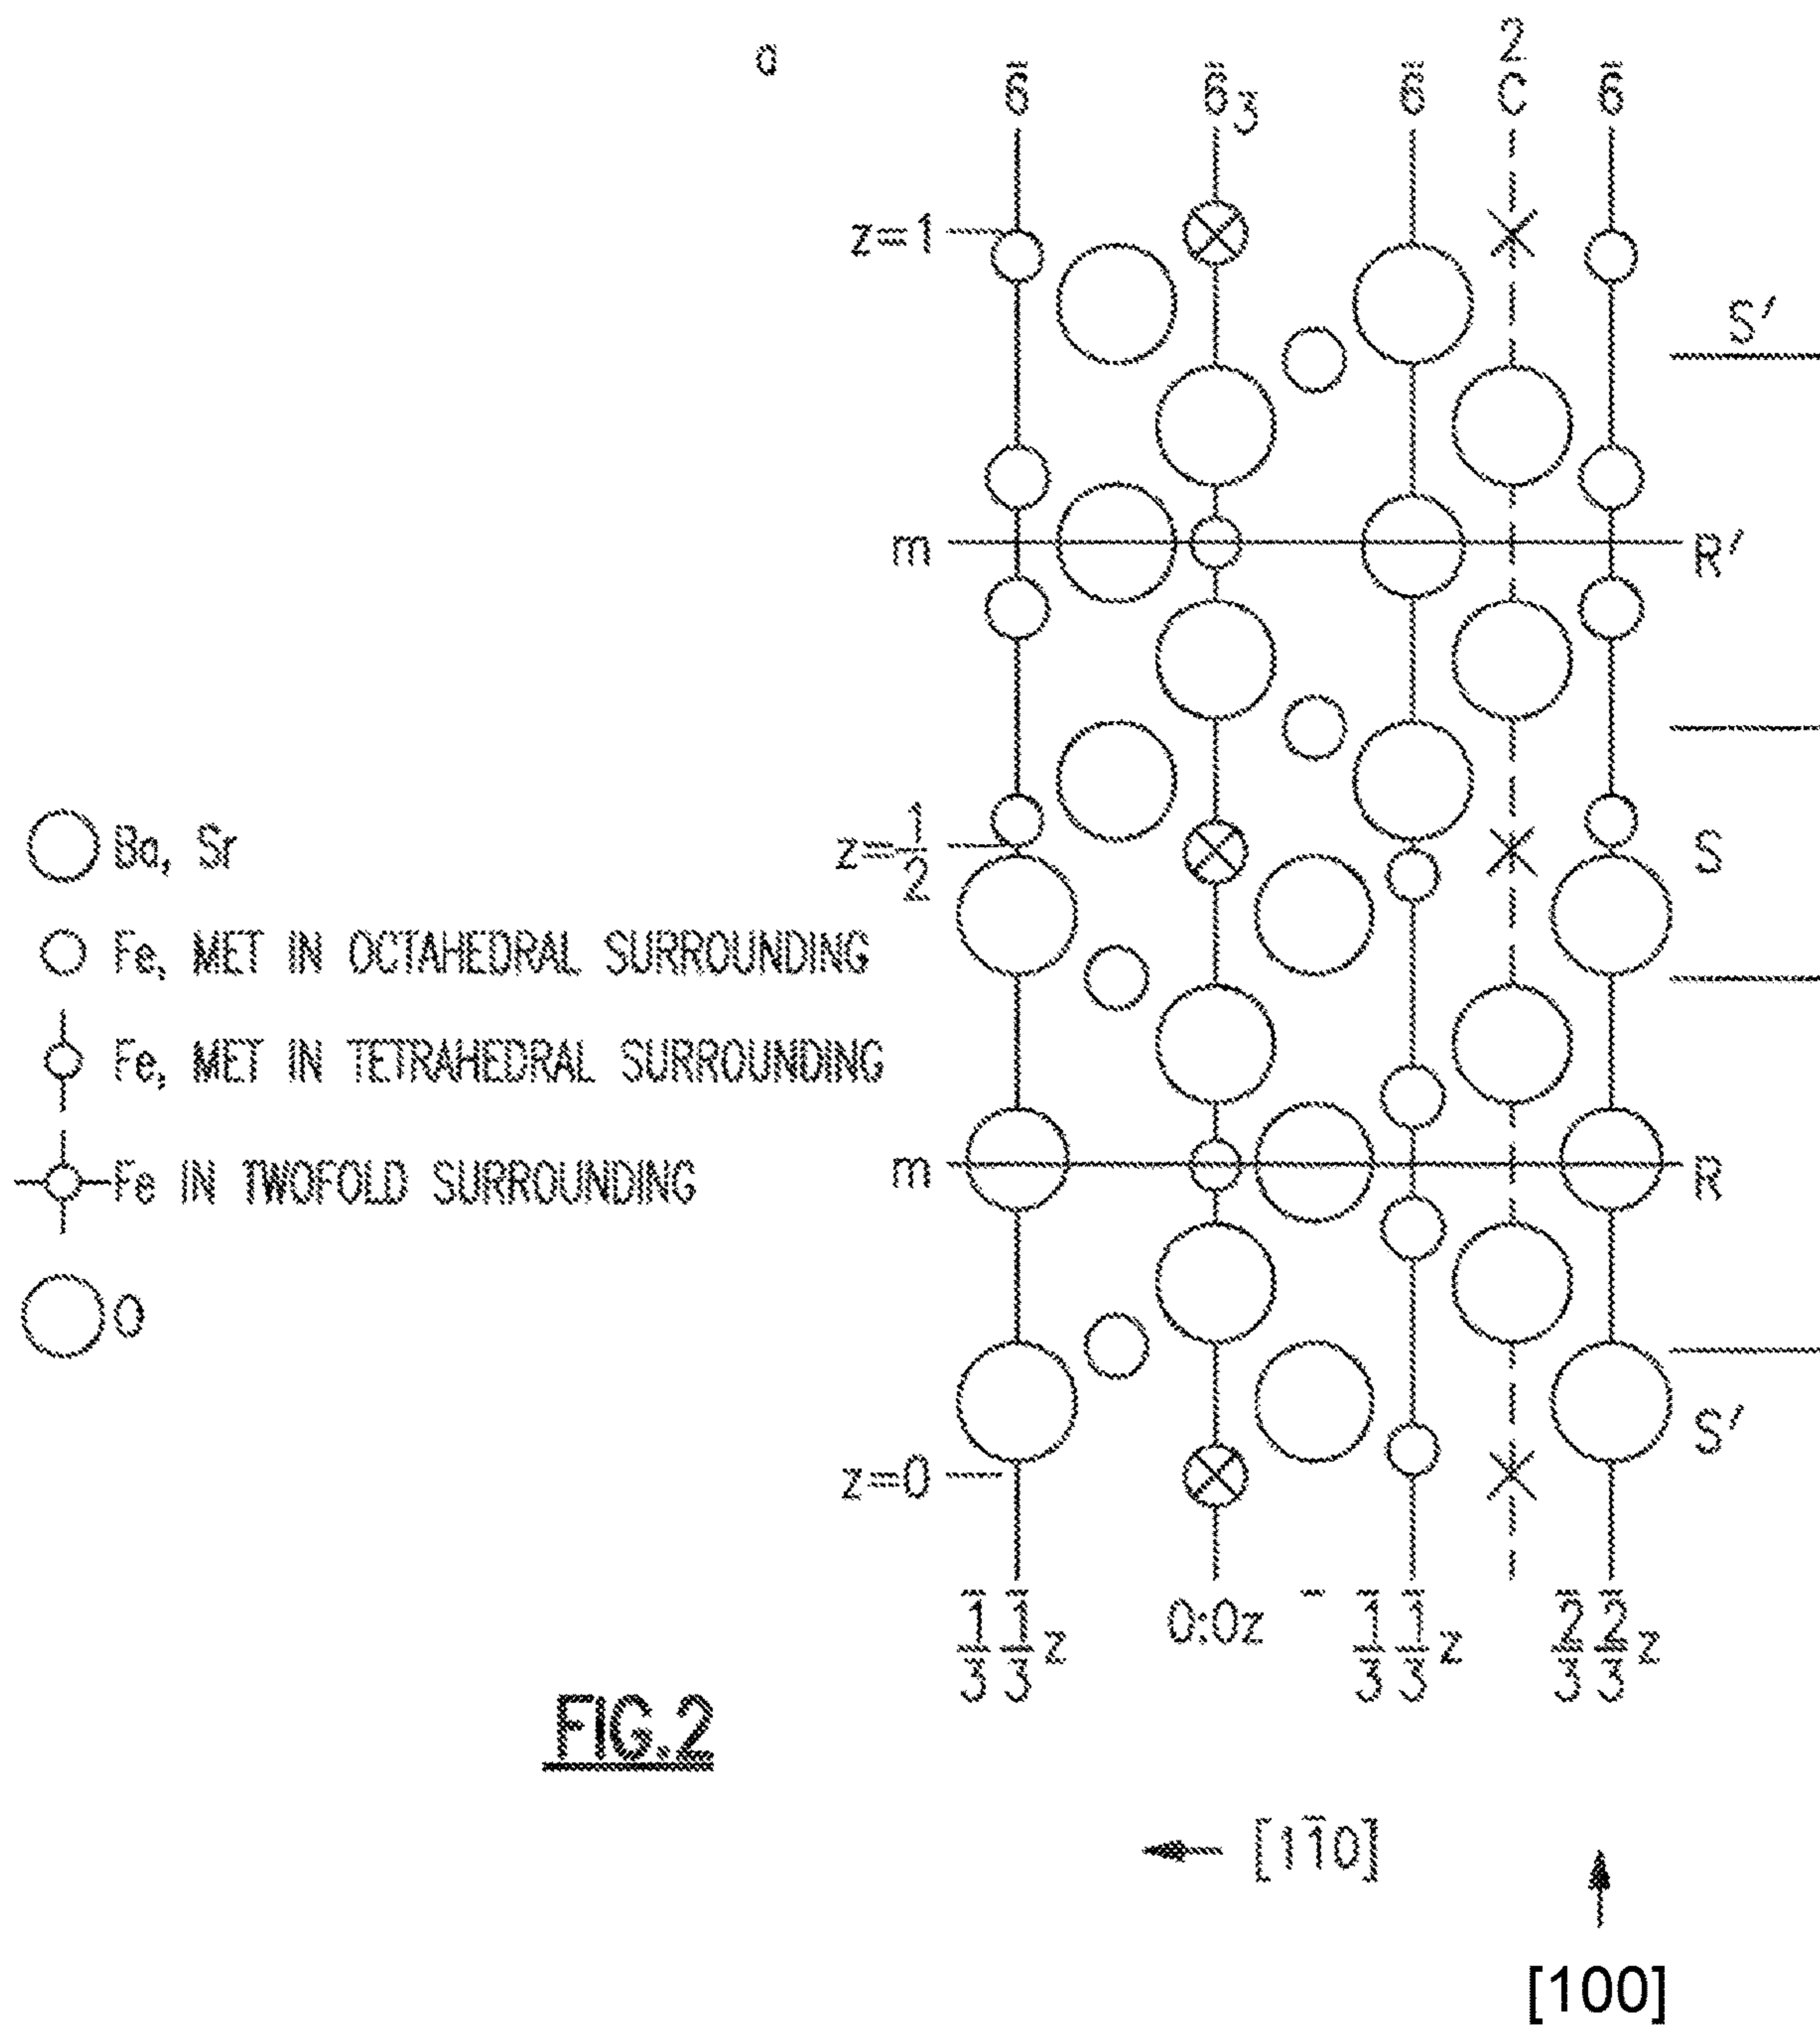 a
6̄ 6̄3 6̄ 2/C 6̄
z=1
S′
m R′
z=1/2 S
Ba, Sr
Fe, MET IN OCTAHEDRAL SURROUNDING
Fe, MET IN TETRAHEDRAL SURROUNDING
m R
Fe IN TWOFOLD SURROUNDING
O
z=0 S′
1̄/3 1̄/3 z 0:0z - 1̄/3 1̄/3 z 2̄/3 2̄/3 z
FIG.2
[11̄0]
[100]